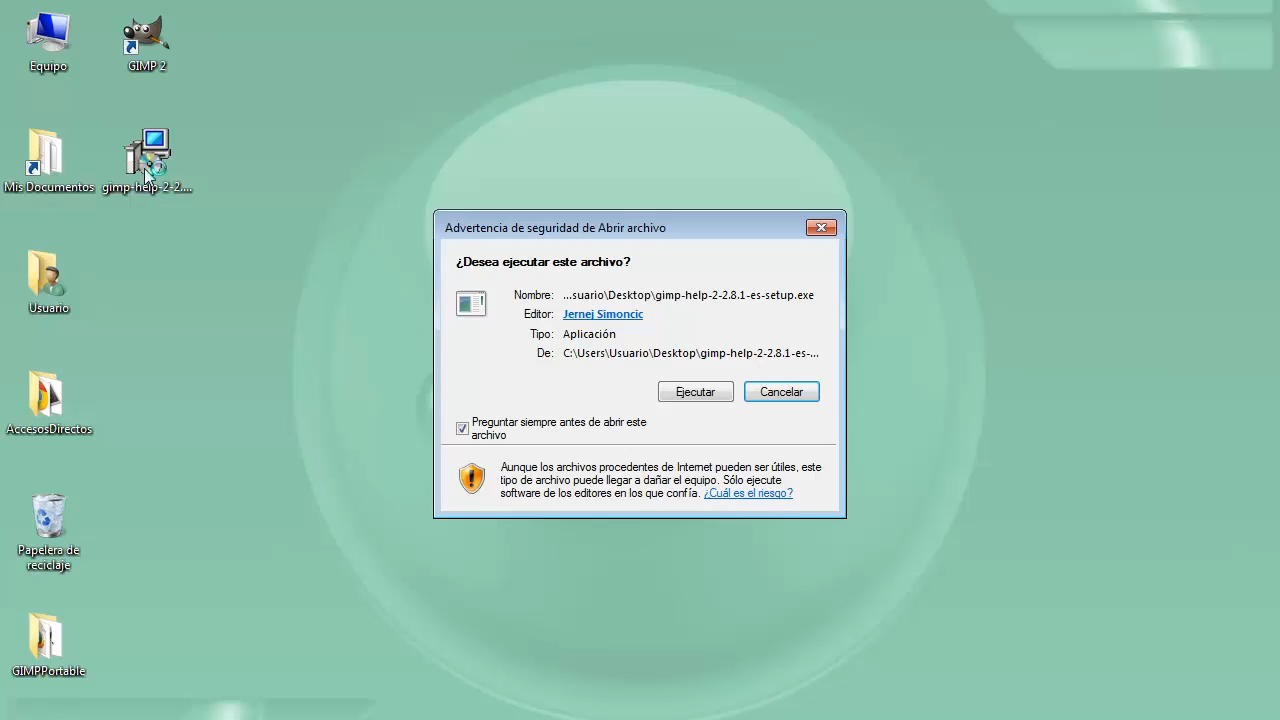 Equipo
GIMP 2
Mis Documentos
gimp-help-2-2....
Usuario
AccesosDirectos
Papelera de
reciclaje
GIMPPortable
Advertencia de seguridad de Abrir archivo
¿Desea ejecutar este archivo?
Nombre: ...suario\Desktop\gimp-help-2-2.8.1-es-setup.exe
Editor: Jernej Simoncic
Tipo: Aplicación
De: C:\Users\Usuario\Desktop\gimp-help-2-2.8.1-es-...
Ejecutar Cancelar
Preguntar siempre antes de abrir este
archivo
Aunque los archivos procedentes de Internet pueden ser útiles, este
tipo de archivo puede llegar a dañar el equipo. Sólo ejecute
software de los editores en los que confía. ¿Cuál es el riesgo?